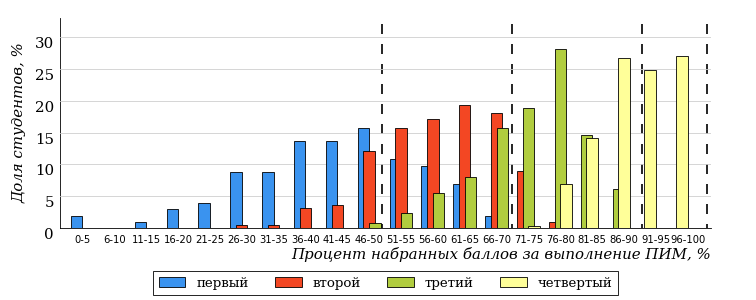 Доля студентов, %
30
25
20
15
10
5
0
0-5 6-10 11-15 16-20 21-25 26-30 31-35 36-40 41-45 46-50 51-55 56-60 61-65 66-70 71-75 76-80 81-85 86-90 91-95 96-100
Процент набранных баллов за выполнение ПИМ, %
первый второй третий четвертый